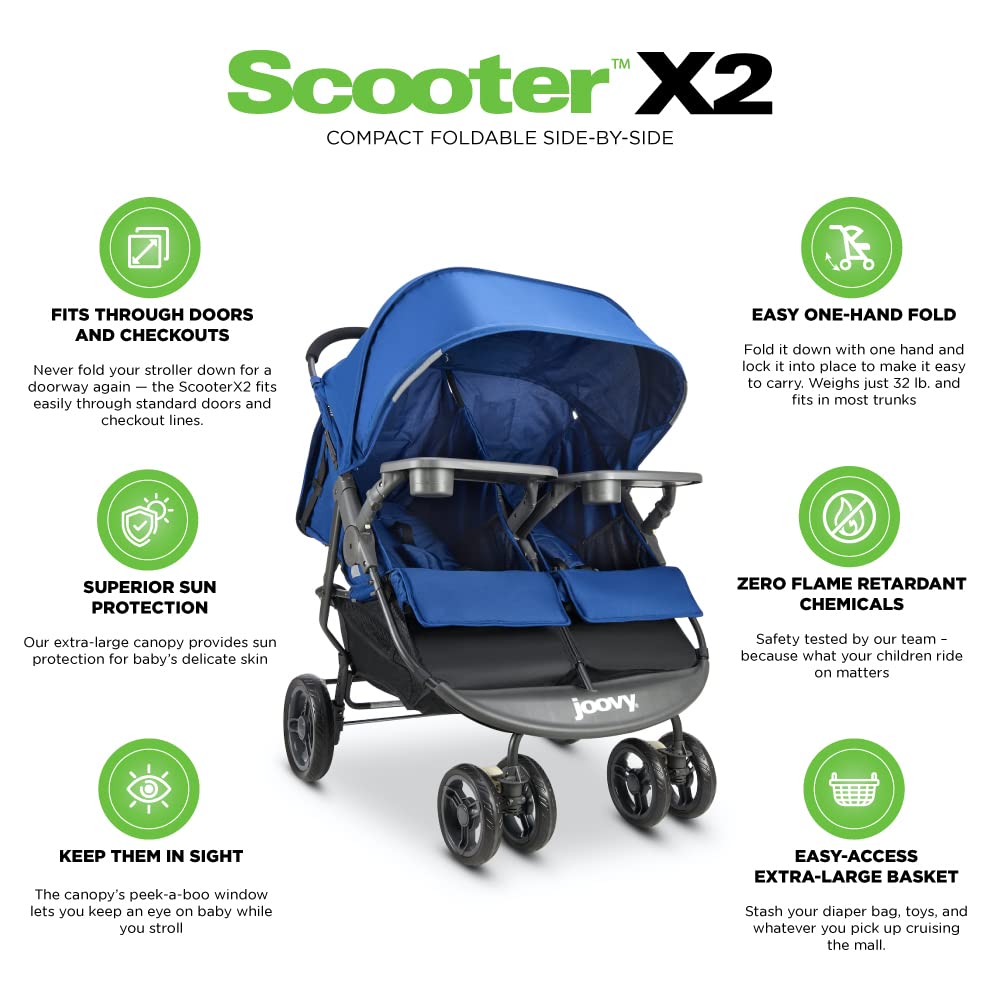 Scooter™ X2
COMPACT FOLDABLE SIDE-BY-SIDE
FITS THROUGH DOORS
AND CHECKOUTS
Never fold your stroller down for a
doorway again — the ScooterX2 fits
easily through standard doors and
checkout lines.
SUPERIOR SUN
PROTECTION
Our extra-large canopy provides sun
protection for baby's delicate skin
KEEP THEM IN SIGHT
The canopy's peek-a-boo window
lets you keep an eye on baby while
you stroll
joovy
EASY ONE-HAND FOLD
Fold it down with one hand and
lock it into place to make it easy
to carry. Weighs just 32 lb. and
fits in most trunks
ZERO FLAME RETARDANT
CHEMICALS
Safety tested by our team –
because what your children ride
on matters
EASY-ACCESS
EXTRA-LARGE BASKET
Stash your diaper bag, toys, and
whatever you pick up cruising
the mall.